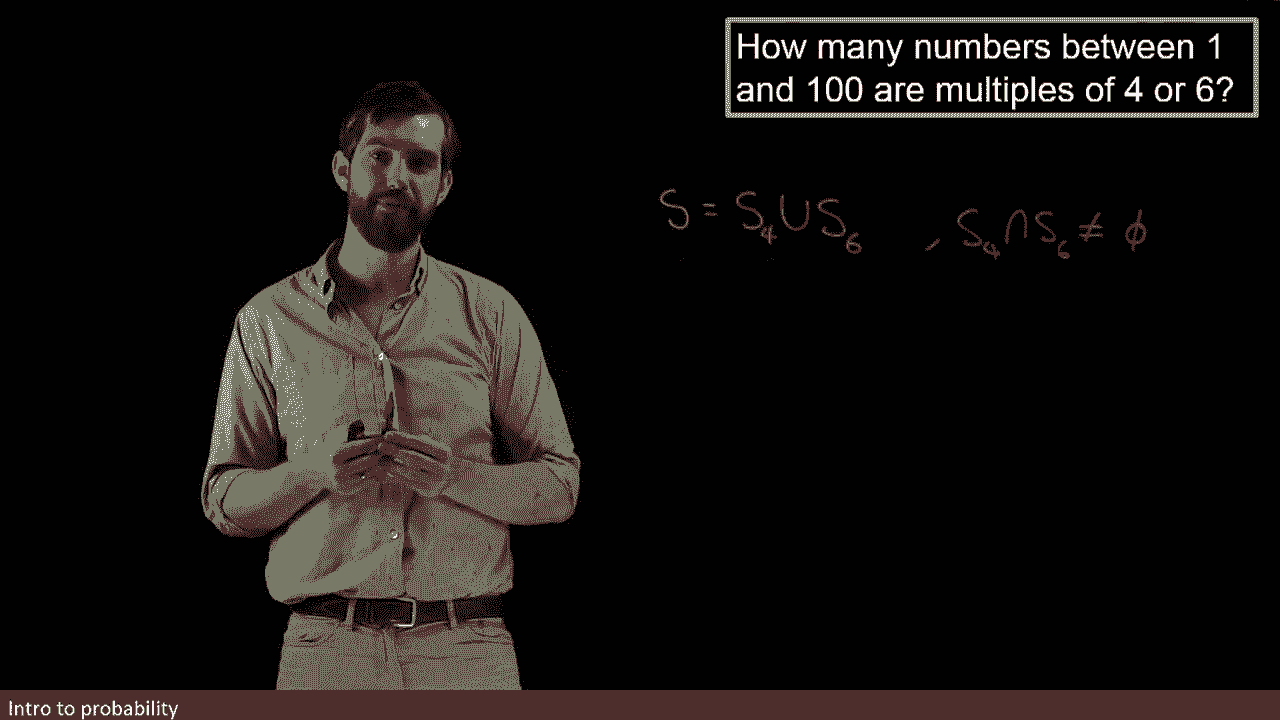 How many numbers between 1
and 100 are multiples of 4 or 6?
S = S₄ ∪ S₆ , S₄ ∩ S₆ ≠ ϕ
Intro to probability